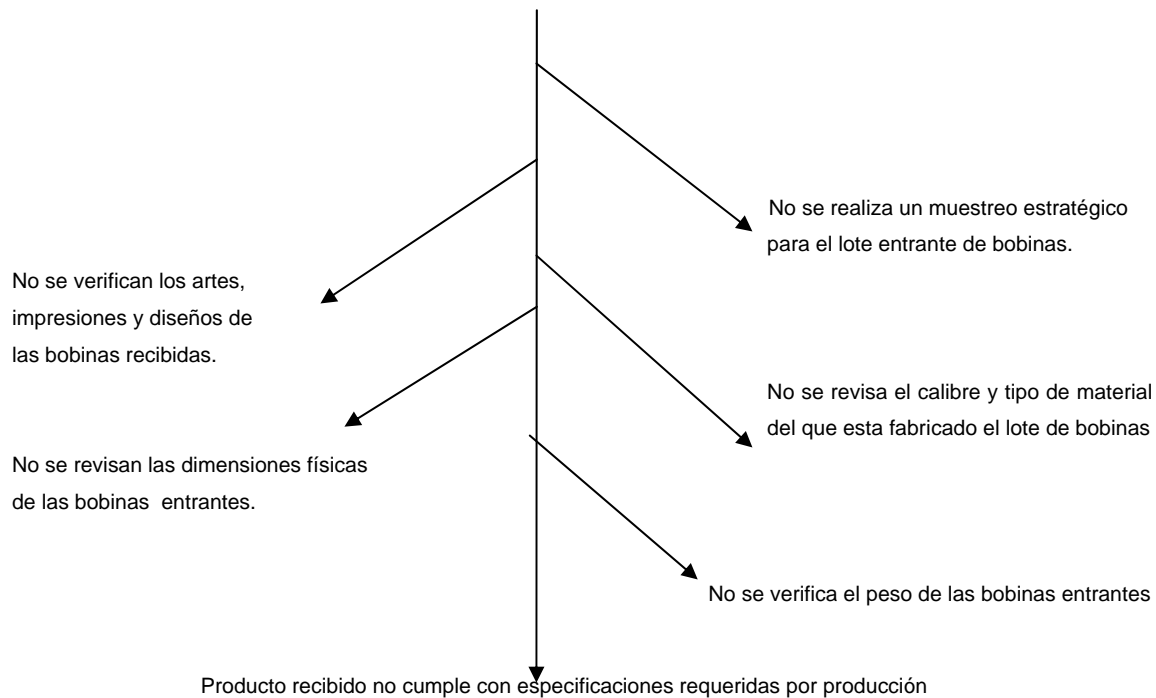 No se realiza un muestreo estratégico
para el lote entrante de bobinas.
No se verifican los artes,
impresiones y diseños de
las bobinas recibidas.
No se revisa el calibre y tipo de material
del que esta fabricado el lote de bobinas
No se revisan las dimensiones físicas
de las bobinas entrantes.
No se verifica el peso de las bobinas entrantes
Producto recibido no cumple con especificaciones requeridas por producción